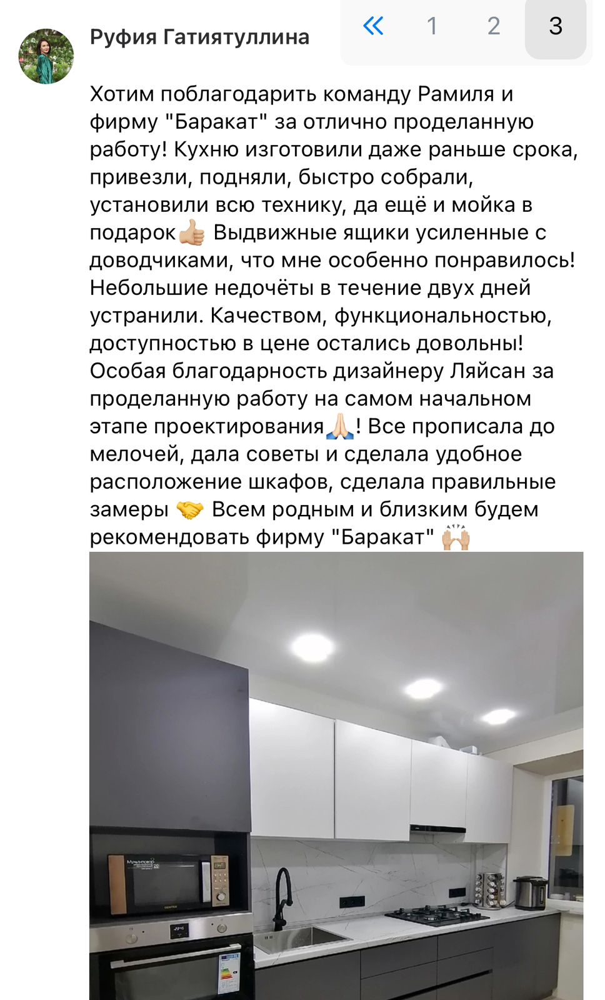 Руфия Гатиятуллина
« 1 2 3
Хотим поблагодарить команду Рамиля и
фирму "Баракат" за отлично проделанную
работу! Кухню изготовили даже раньше срока,
привезли, подняли, быстро собрали,
установили всю технику, да ещё и мойка в
подарок👍🏼 Выдвижные ящики усиленные с
доводчиками, что мне особенно понравилось!
Небольшие недочёты в течение двух дней
устранили. Качеством, функциональностью,
доступностью в цене остались довольны!
Особая благодарность дизайнеру Ляйсан за
проделанную работу на самом начальном
этапе проектирования🙏🏻! Все прописала до
мелочей, дала советы и сделала удобное
расположение шкафов, сделала правильные
замеры 🤝 Всем родным и близким будем
рекомендовать фирму "Баракат" 🙌🏼
Мультиповар
20
CENTEK